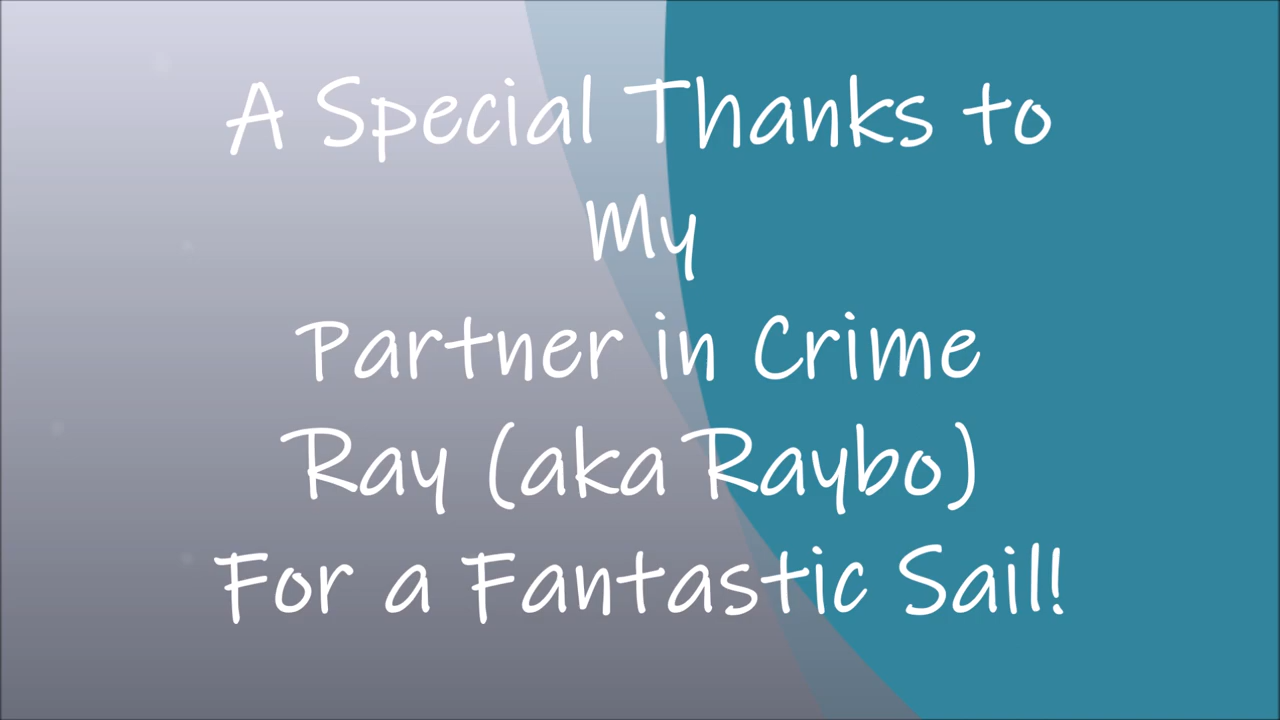 A Special Thanks to
My
Partner in Crime
Ray (aka Raybo)
For a Fantastic Sail!